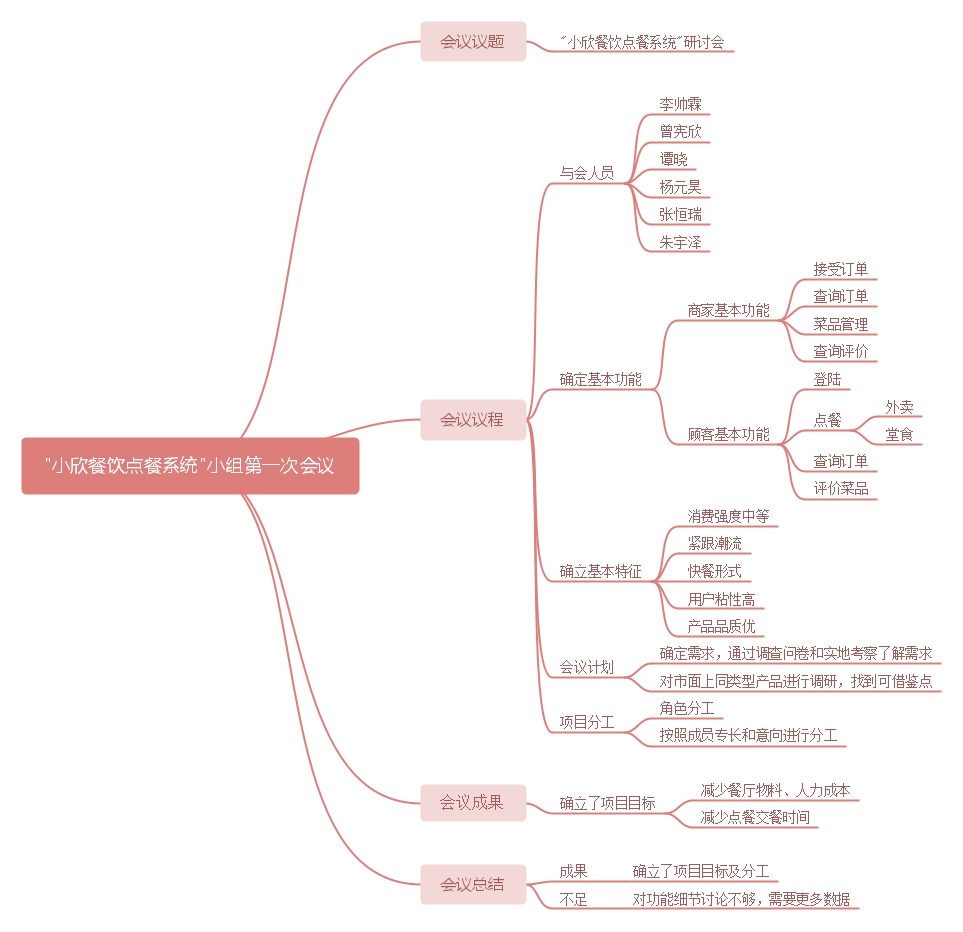 "小欣餐饮点餐系统"小组第一次会议
会议议题
"小欣餐饮点餐系统"研讨会
会议议程
与会人员
李帅霖
曾宪欣
谭晓
杨元昊
张恒瑞
朱宇泽
确定基本功能
商家基本功能
接受订单
查询订单
菜品管理
查询评价
顾客基本功能
登陆
点餐
外卖
堂食
查询订单
评价菜品
确立基本特征
消费强度中等
紧跟潮流
快餐形式
用户粘性高
产品品质优
会议计划
确定需求，通过调查问卷和实地考察了解需求
对市面上同类型产品进行调研，找到可借鉴点
项目分工
角色分工
按照成员专长和意向进行分工
会议成果
确立了项目目标
减少餐厅物料、人力成本
减少点餐交餐时间
会议总结
成果
确立了项目目标及分工
不足
对功能细节讨论不够，需要更多数据